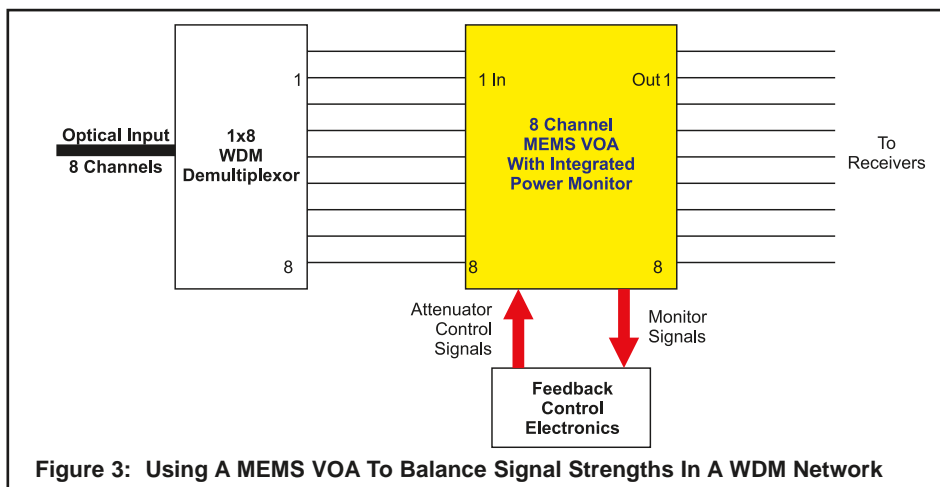 Optical Input
8 Channels
1x8
WDM
Demultiplexor
1
8
1 In
Out 1
8 Channel
MEMS VOA
With Integrated
Power Monitor
8
8
To
Receivers
Attenuator
Control
Signals
Monitor
Signals
Feedback
Control
Electronics
Figure 3: Using A MEMS VOA To Balance Signal Strengths In A WDM Network